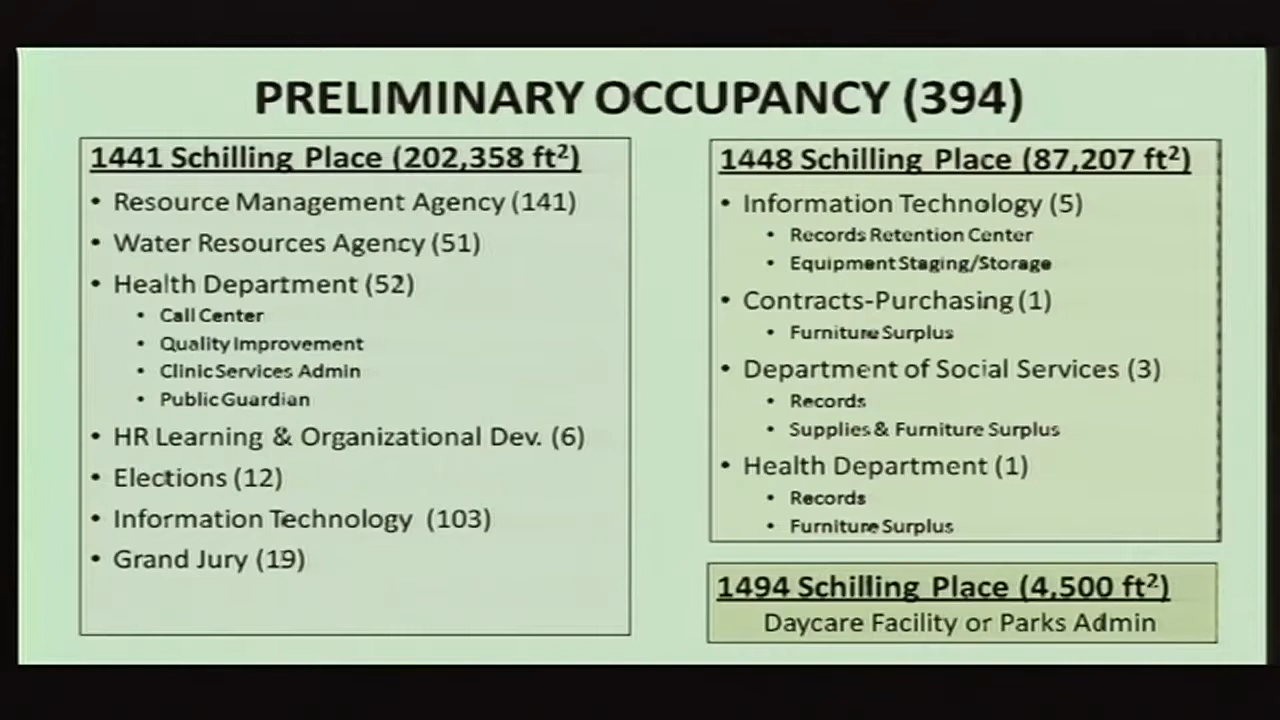 PRELIMINARY OCCUPANCY (394)
1441 Schilling Place (202,358 ft²)
• Resource Management Agency (141)
• Water Resources Agency (51)
• Health Department (52)
• Call Center
• Quality Improvement
• Clinic Services Admin
• Public Guardian
• HR Learning & Organizational Dev. (6)
• Elections (12)
• Information Technology (103)
• Grand Jury (19)
1448 Schilling Place (87,207 ft²)
• Information Technology (5)
• Records Retention Center
• Equipment Staging/Storage
• Contracts-Purchasing (1)
• Furniture Surplus
• Department of Social Services (3)
• Records
• Supplies & Furniture Surplus
• Health Department (1)
• Records
• Furniture Surplus
1494 Schilling Place (4,500 ft²)
Daycare Facility or Parks Admin